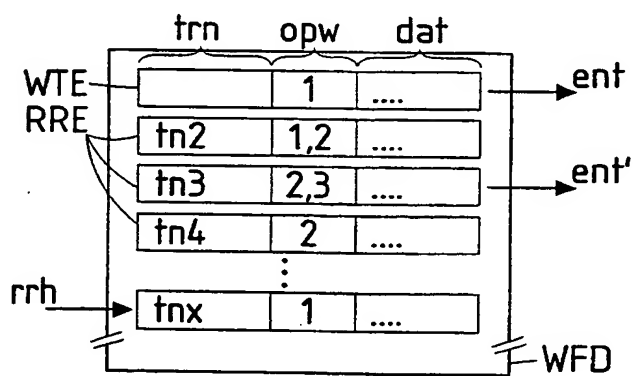 trn opw dat
WTE 1 .... ent
RRE tn2 1,2 ....
tn3 2,3 .... ent'
tn4 2 ....
rrh tnx 1 ....
WFD